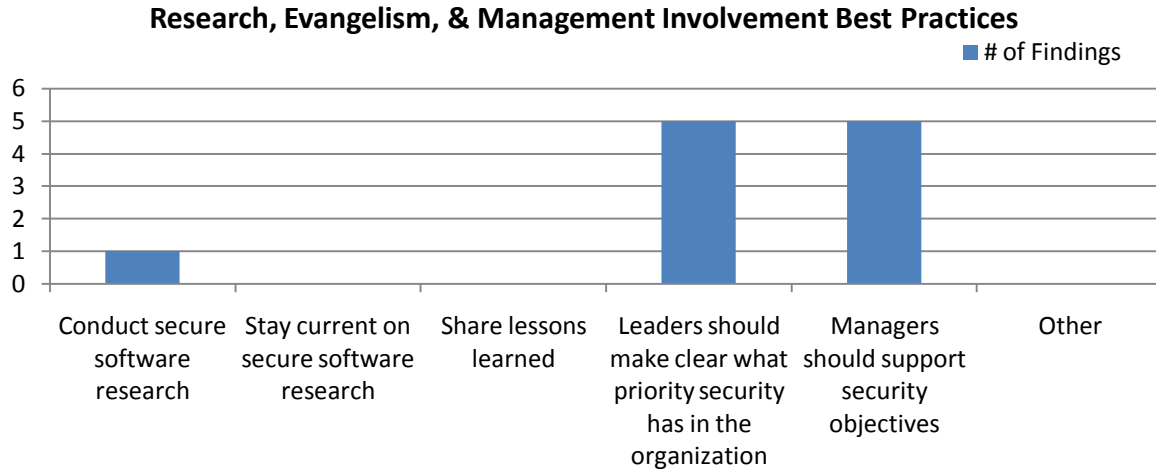 Research, Evangelism, & Management Involvement Best Practices
# of Findings
6
5
4
3
2
1
0
Conduct secure
software
research
Stay current on
secure software
research
Share lessons
learned
Leaders should
make clear what
priority security
has in the
organization
Managers
should support
security
objectives
Other